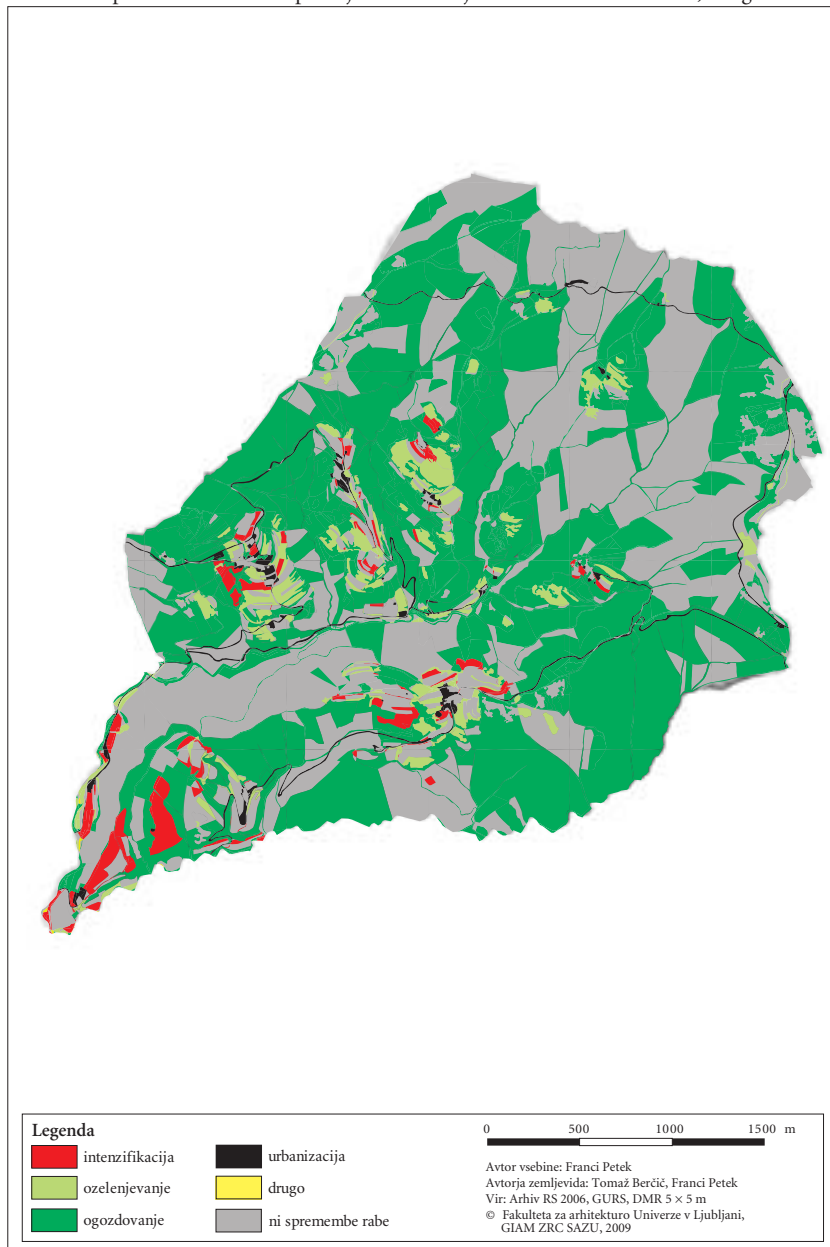 Legenda
intenzifikacija
ozelenjevanje
ogozdovanje
urbanizacija
drugo
ni spremembe rabe
0 500 1000 1500 m
Avtor vsebine: Franci Petek
Avtorja zemljevida: Tomaž Berčič, Franci Petek
Vir: Arhiv RS 2006, GURS, DMR 5 × 5 m
© Fakulteta za arhitekturo Univerze v Ljubljani,
GIAM ZRC SAZU, 2009